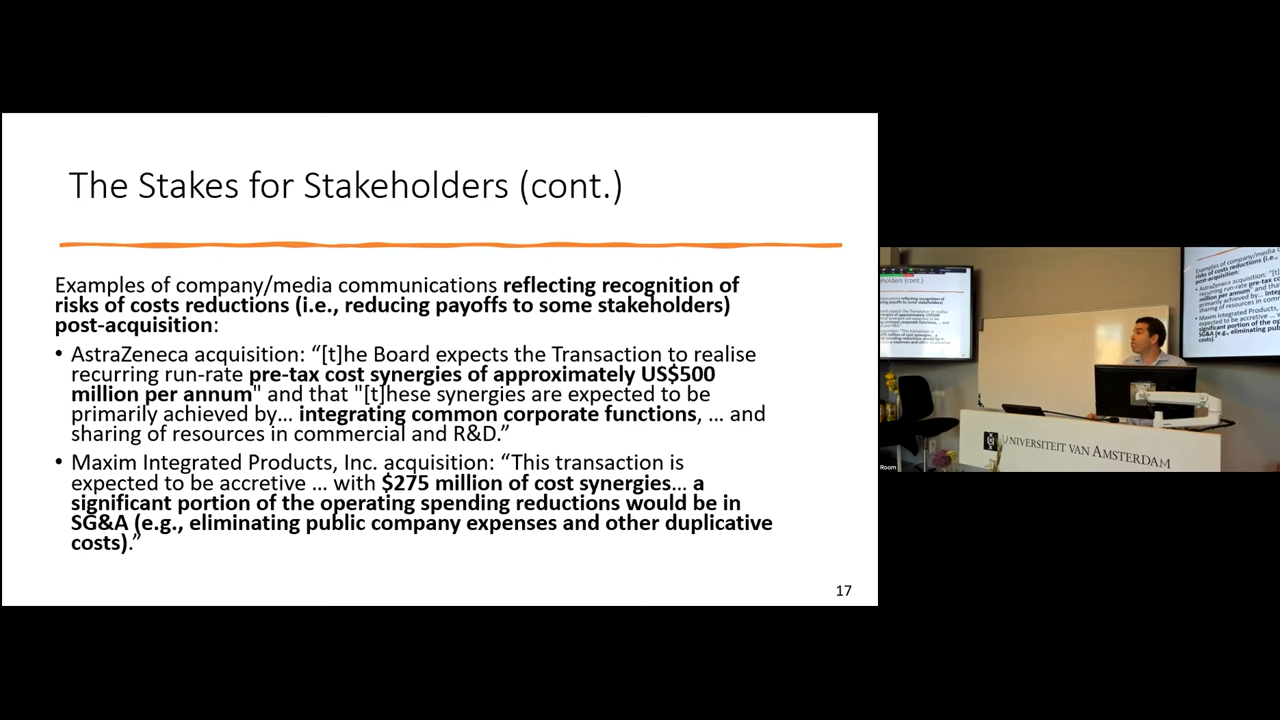 The Stakes for Stakeholders (cont.)
Examples of company/media communications reflecting recognition of
risks of costs reductions (i.e., reducing payoffs to some stakeholders)
post-acquisition:
• AstraZeneca acquisition: “[t]he Board expects the Transaction to realise
recurring run-rate pre-tax cost synergies of approximately US$500
million per annum" and that "[t]hese synergies are expected to be
primarily achieved by… integrating common corporate functions, … and
sharing of resources in commercial and R&D.”
• Maxim Integrated Products, Inc. acquisition: “This transaction is
expected to be accretive … with $275 million of cost synergies… a
significant portion of the operating spending reductions would be in
SG&A (e.g., eliminating public company expenses and other duplicative
costs).”
17
UNIVERSITEIT VAN AMSTERDAM
Room